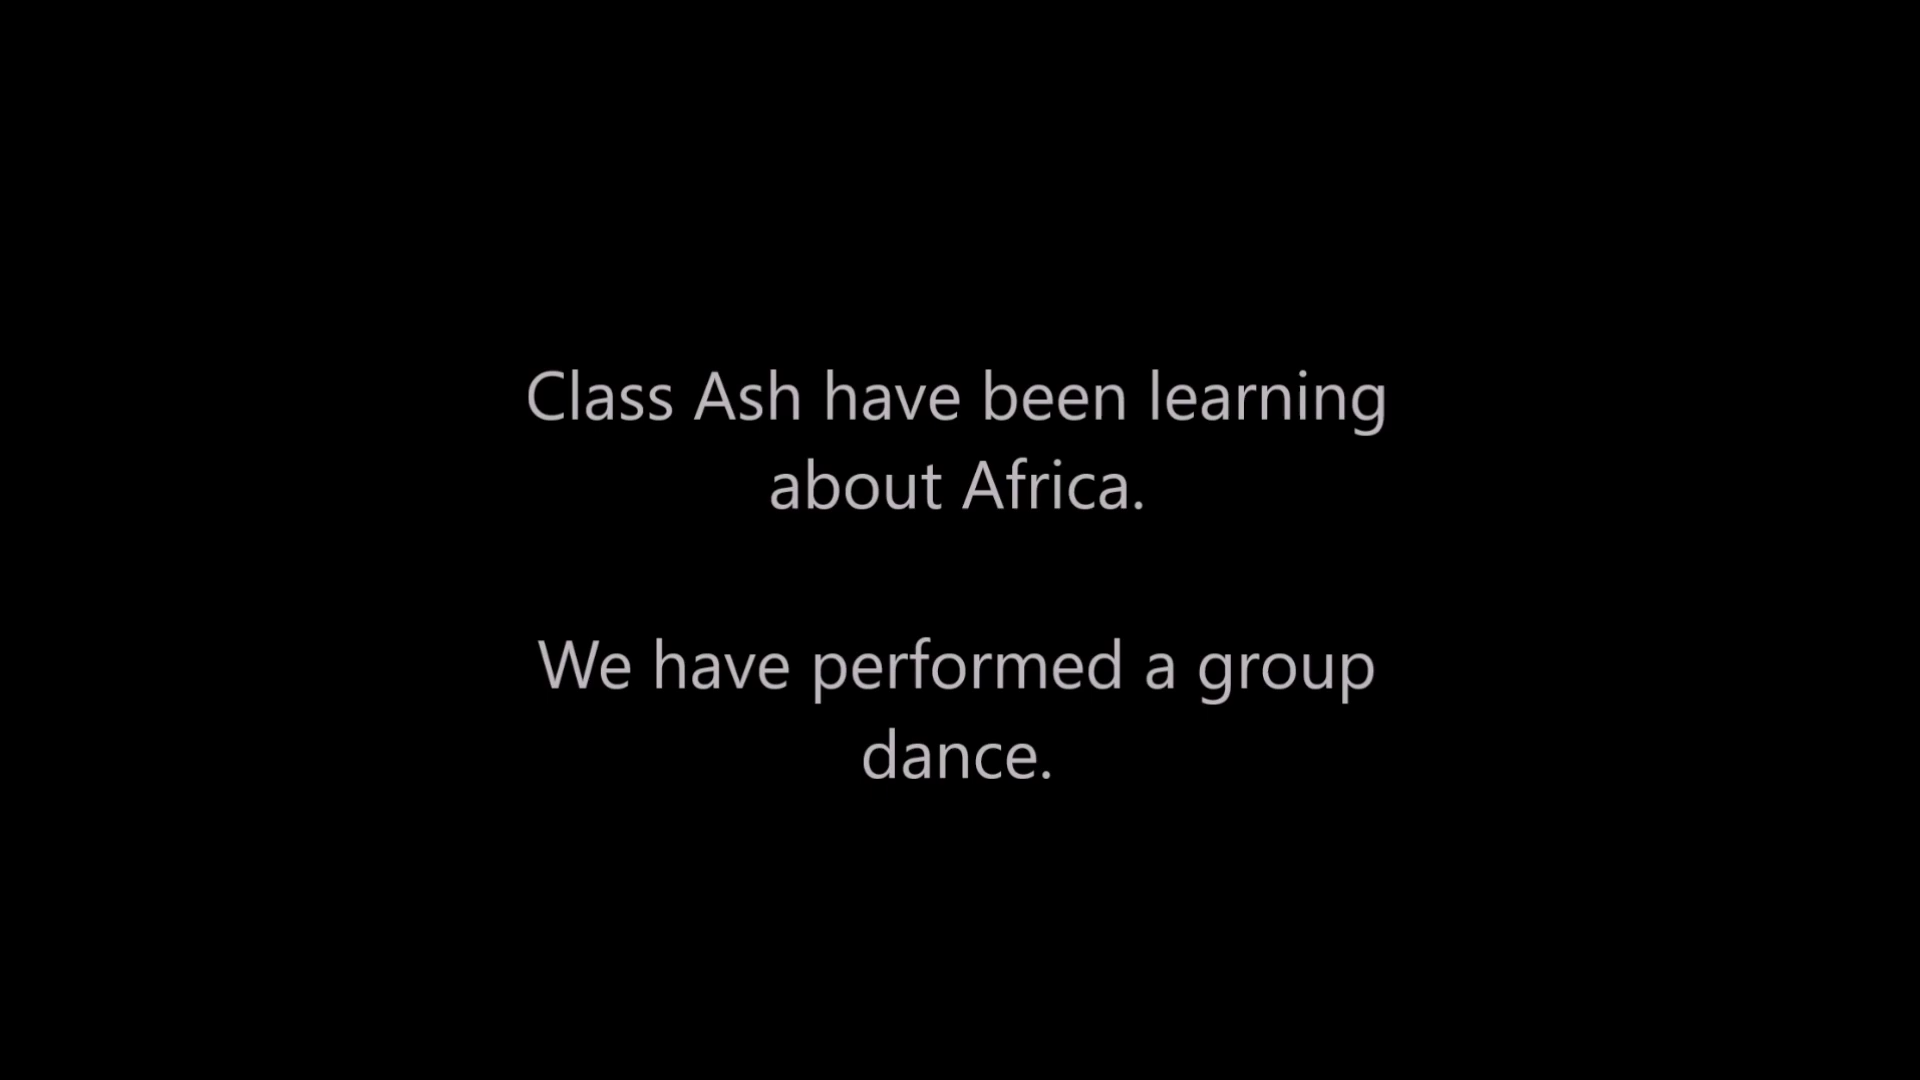 Class Ash have been learning
about Africa.
We have performed a group
dance.